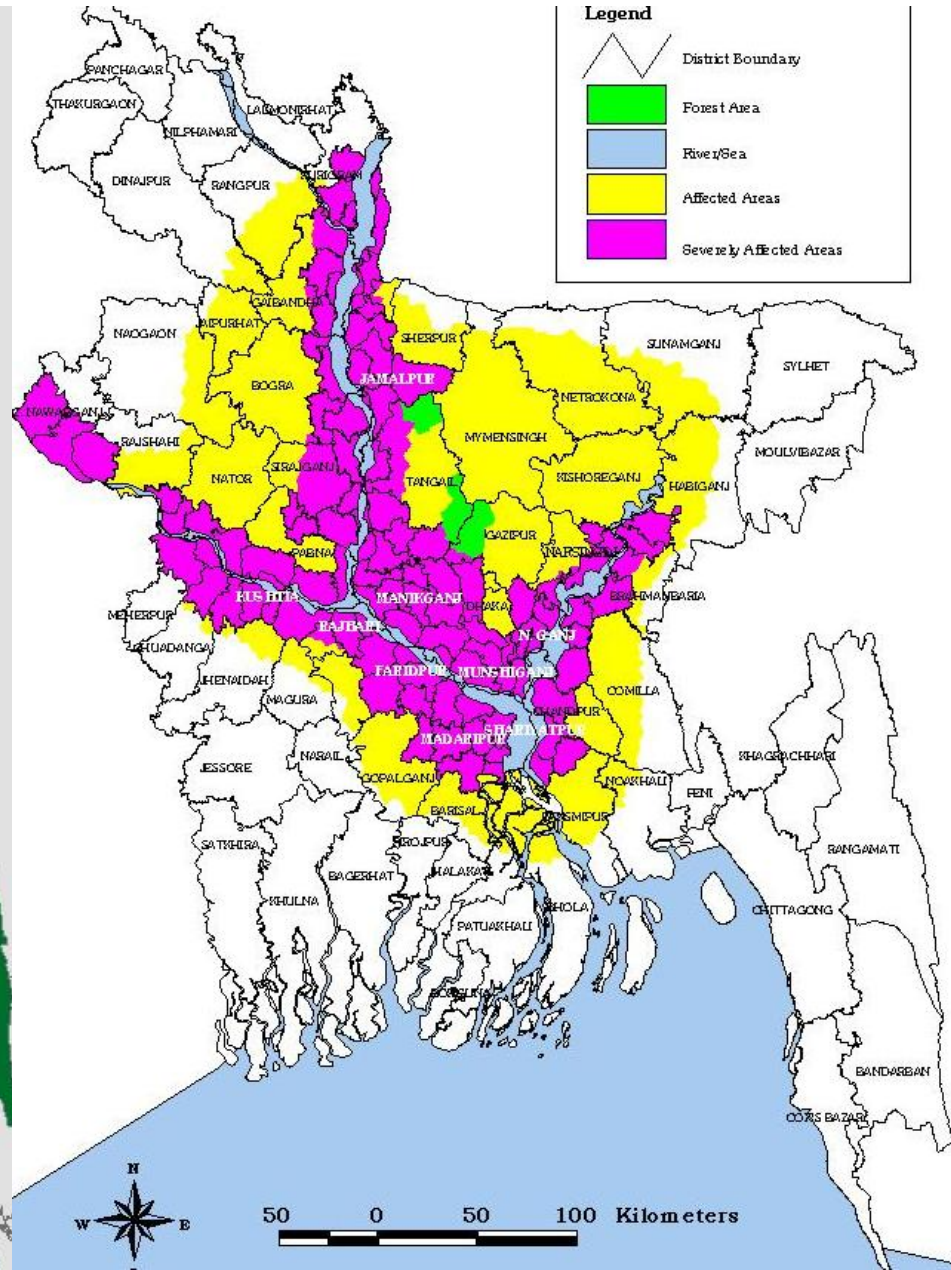 Legend
District Boundary
Forest Area
River/Sea
Affected Areas
Severely Affected Areas
PANCHAGAR
THAKURGAON
LALMONIRHAT
NILPHAMARI
DINAJPUR
RANGPUR
KURIGRAM
GAIBANDHA
NAOGAON
JAIPURHAT
SHERPUR
SUNAMGANJ
SYLHET
BOGRA
JAMALPUR
NETROKONA
NAWABGANJ
RAJSHAHI
MYMENSINGH
MOULVIBAZAR
NATOR
SIRAJGANJ
TANGAIL
KISHOREGANJ
HABIGANJ
GAZIPUR
PABNA
NARSINGDI
KUSHTIA
MANIKGANJ
DHAKA
BRAHMANBARIA
MEHERPUR
RAJBARI
N GANJ
CHUADANGA
JHENAIDAH
FARIDPUR
MUNSHIGANJ
MAGURA
COMILLA
CHANDPUR
SHARIATPUR
MADARIPUR
NARAIL
KHAGRACHHARI
JESSORE
GOPALGANJ
NOAKHALI
FENI
BARISAL
LAXSMIPUR
SATKHIRA
PIROJPUR
RANGAMATI
BAGERHAT
JHALAKATI
KHULNA
BHOLA
CHITTAGONG
PATUAKHALI
BORGUNA
BANDARBAN
COX'S BAZAR
N
W E
50 0 50 100 Kilometers